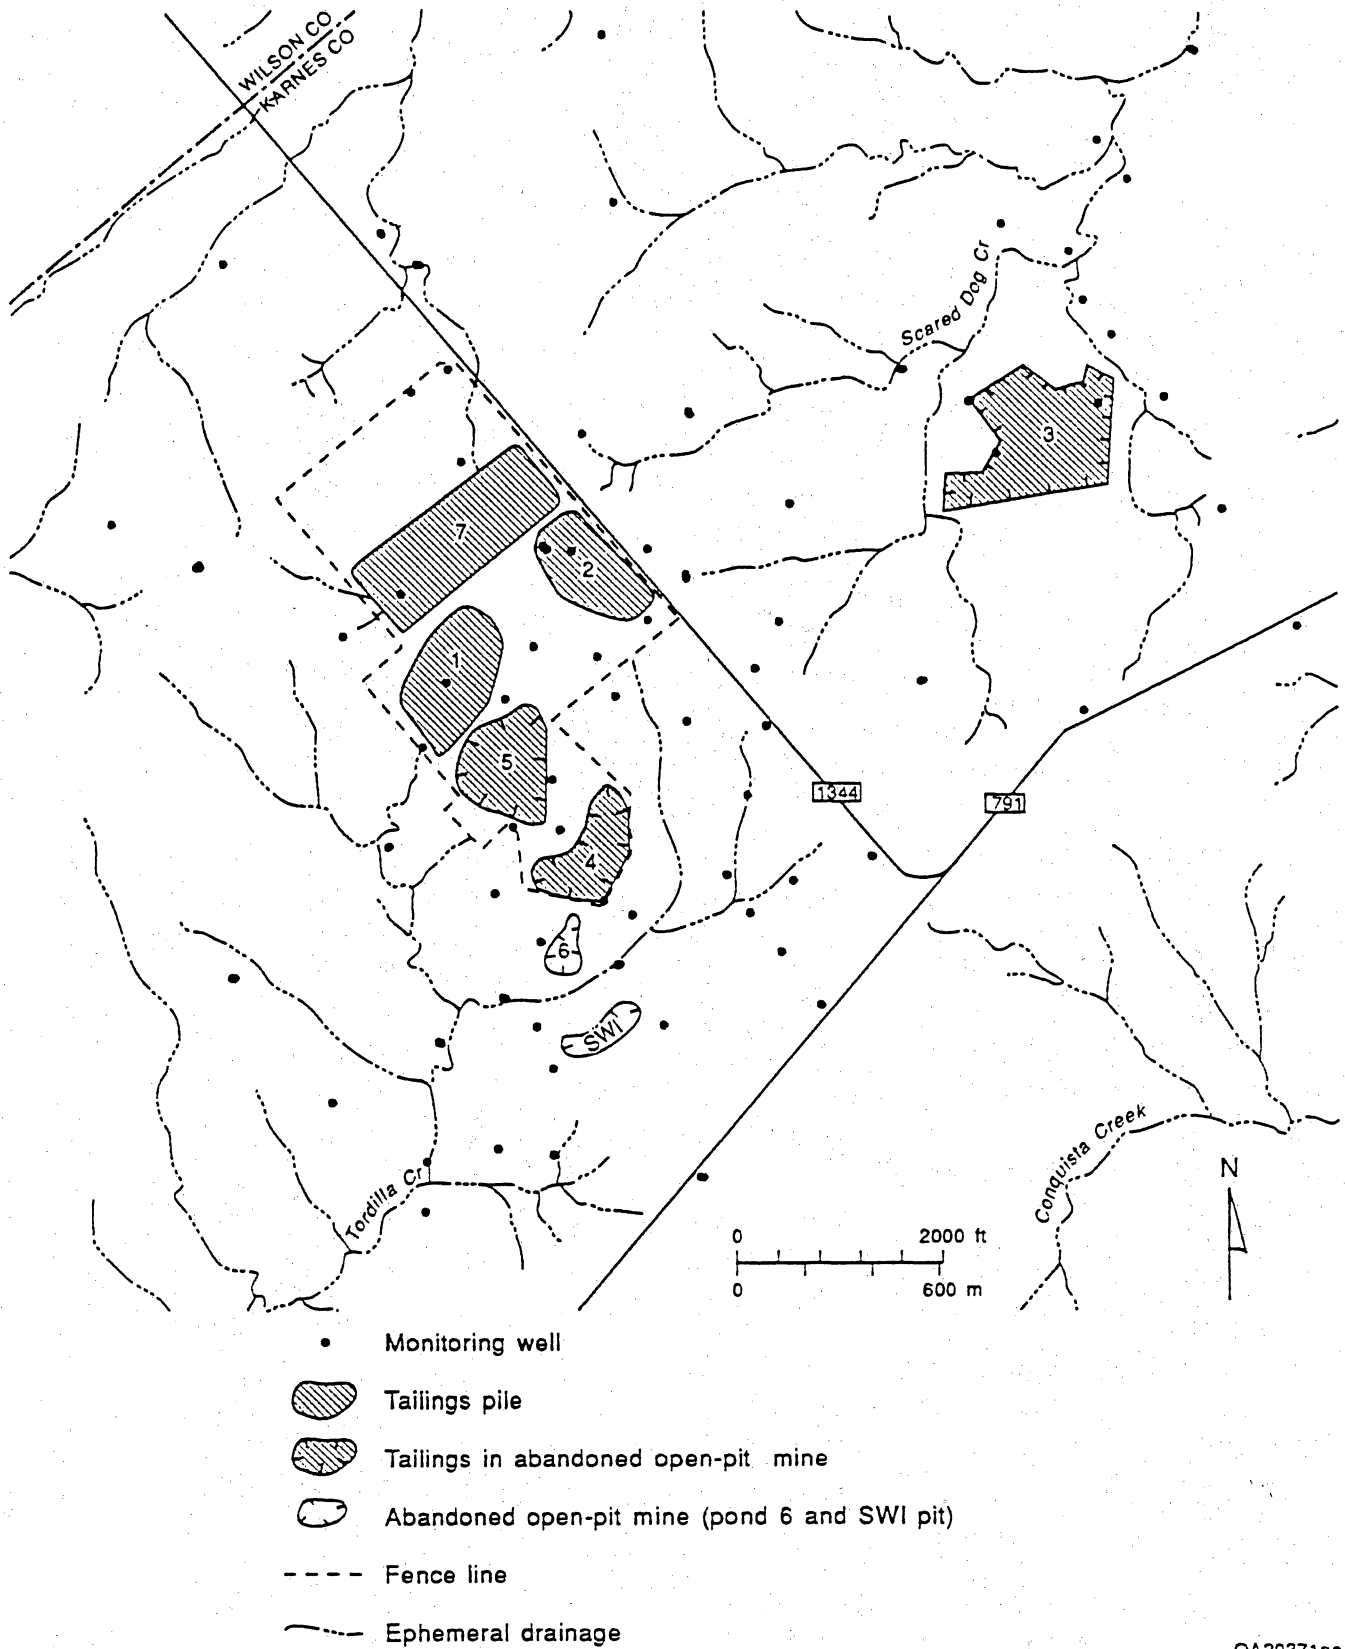 WILSON CO
KARNES CO
Scared Dog Cr
3
7
2
1
5
1344
791
4
6
SWI
Conquista Creek
Tordilla Cr
N
0 2000 ft
0 600 m
Monitoring well
Tailings pile
Tailings in abandoned open-pit mine
Abandoned open-pit mine (pond 6 and SWI pit)
Fence line
Ephemeral drainage